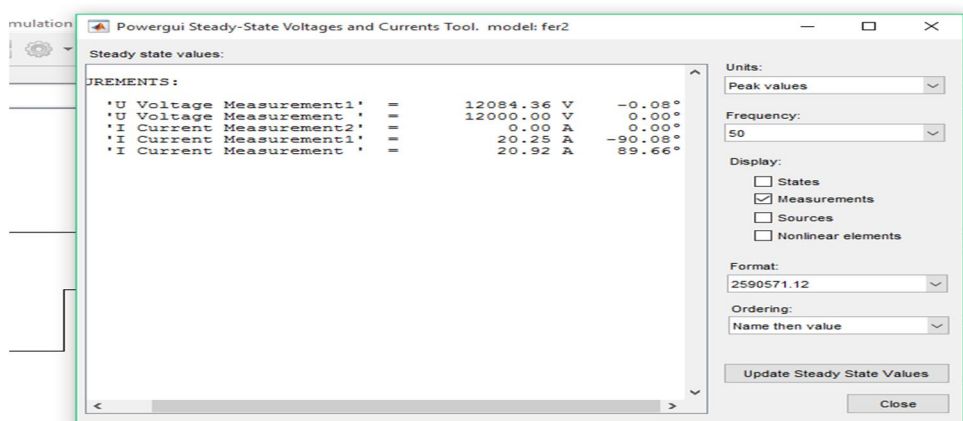 mulation
Powergui Steady-State Voltages and Currents Tool. model: fer2
Steady state values:
UREMENTS:
'U Voltage Measurement1' = 12084.36 V -0.08°
'U Voltage Measurement ' = 12000.00 V 0.00°
'I Current Measurement2' = 0.00 A 0.00°
'I Current Measurement1' = 20.25 A -90.08°
'I Current Measurement ' = 20.92 A 89.66°
Units:
Peak values
Frequency:
50
Display:
States
Measurements
Sources
Nonlinear elements
Format:
2590571.12
Ordering:
Name then value
Update Steady State Values
Close